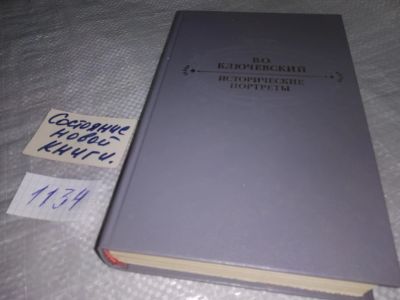 В·О
КЛЮЧЕВСКИЙ
ИСТОРИЧЕСКИЕ
ПОРТРЕТЫ
Состояние
новой
книги.
1134